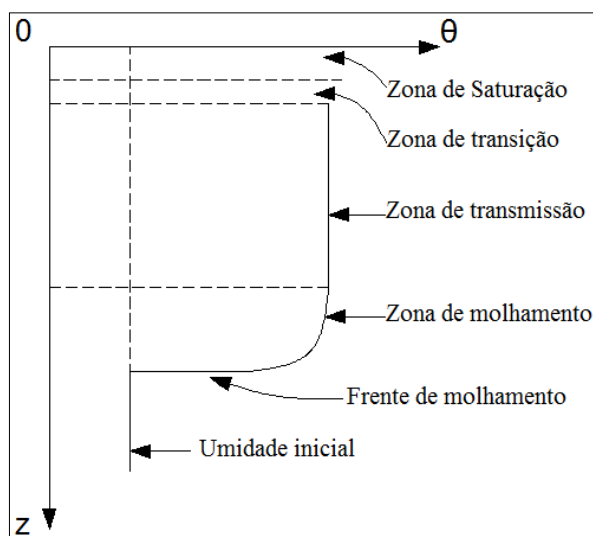 0
θ
Zona de Saturação
Zona de transição
Zona de transmissão
Zona de molhamento
Frente de molhamento
Umidade inicial
z